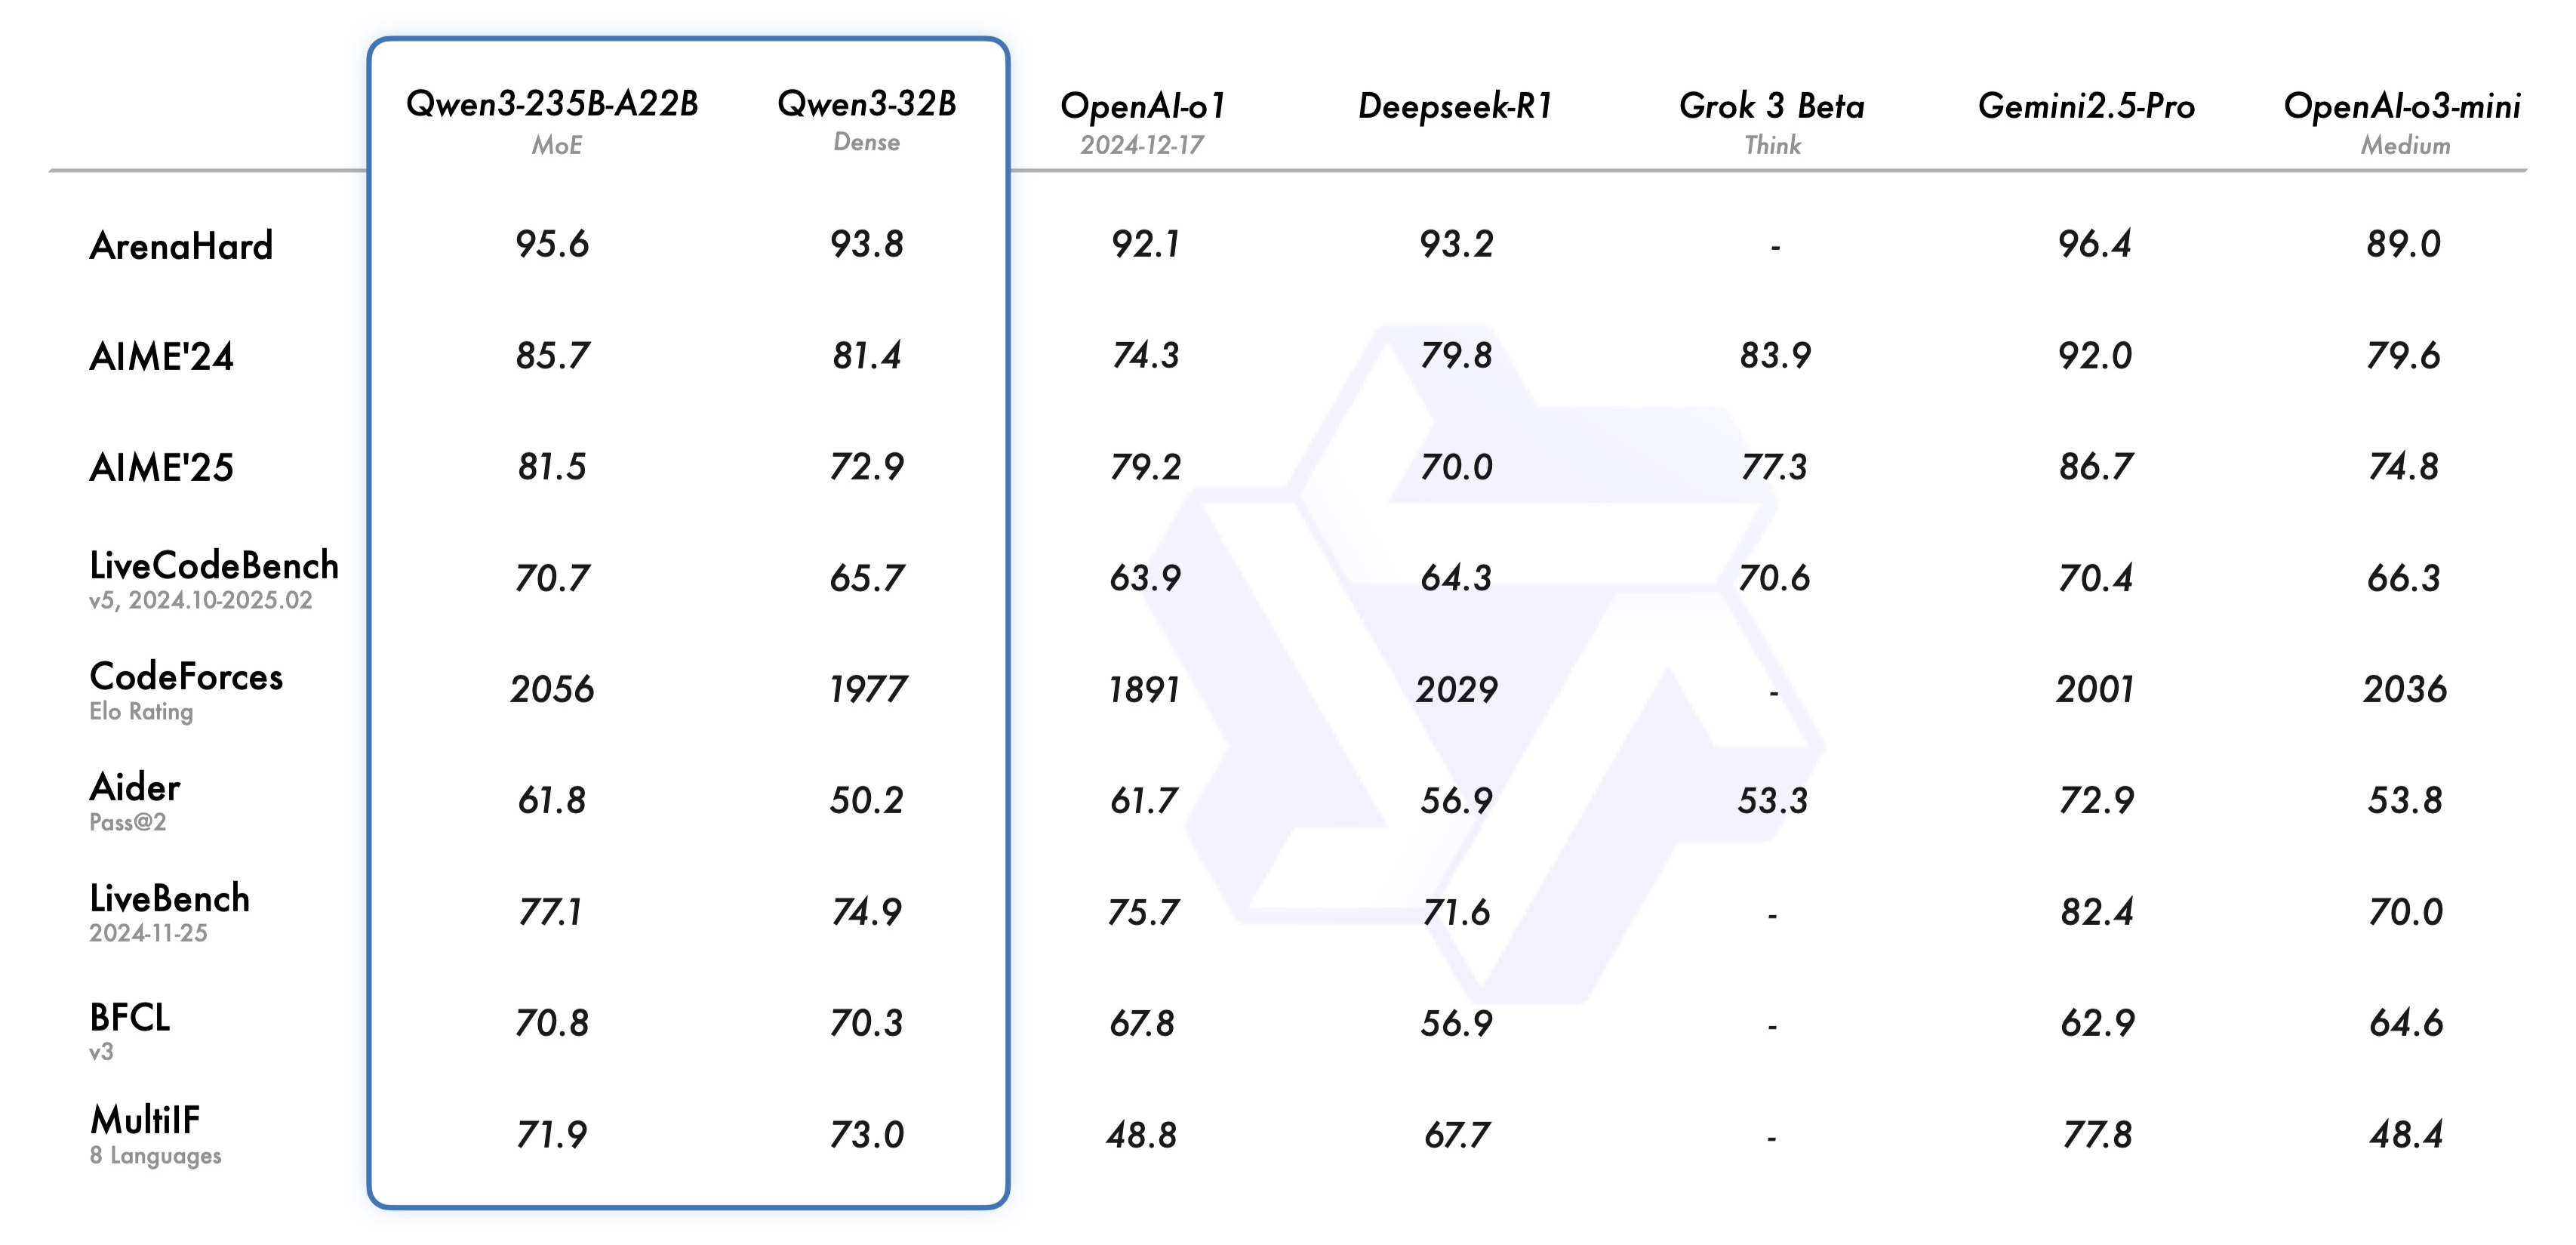 Qwen3-235B-A22B Qwen3-32B OpenAI-o1 Deepseek-R1 Grok 3 Beta Gemini2.5-Pro OpenAI-o3-mini
MoE Dense 2024-12-17 Think Medium
ArenaHard 95.6 93.8 92.1 93.2 - 96.4 89.0
AIME'24 85.7 81.4 74.3 79.8 83.9 92.0 79.6
AIME'25 81.5 72.9 79.2 70.0 77.3 86.7 74.8
LiveCodeBench 70.7 65.7 63.9 64.3 70.6 70.4 66.3
v5, 2024.10-2025.02
CodeForces 2056 1977 1891 2029 - 2001 2036
Elo Rating
Aider 61.8 50.2 61.7 56.9 53.3 72.9 53.8
Pass@2
LiveBench 77.1 74.9 75.7 71.6 - 82.4 70.0
2024-11-25
BFCL 70.8 70.3 67.8 56.9 - 62.9 64.6
v3
MultiIF 71.9 73.0 48.8 67.7 - 77.8 48.4
8 Languages